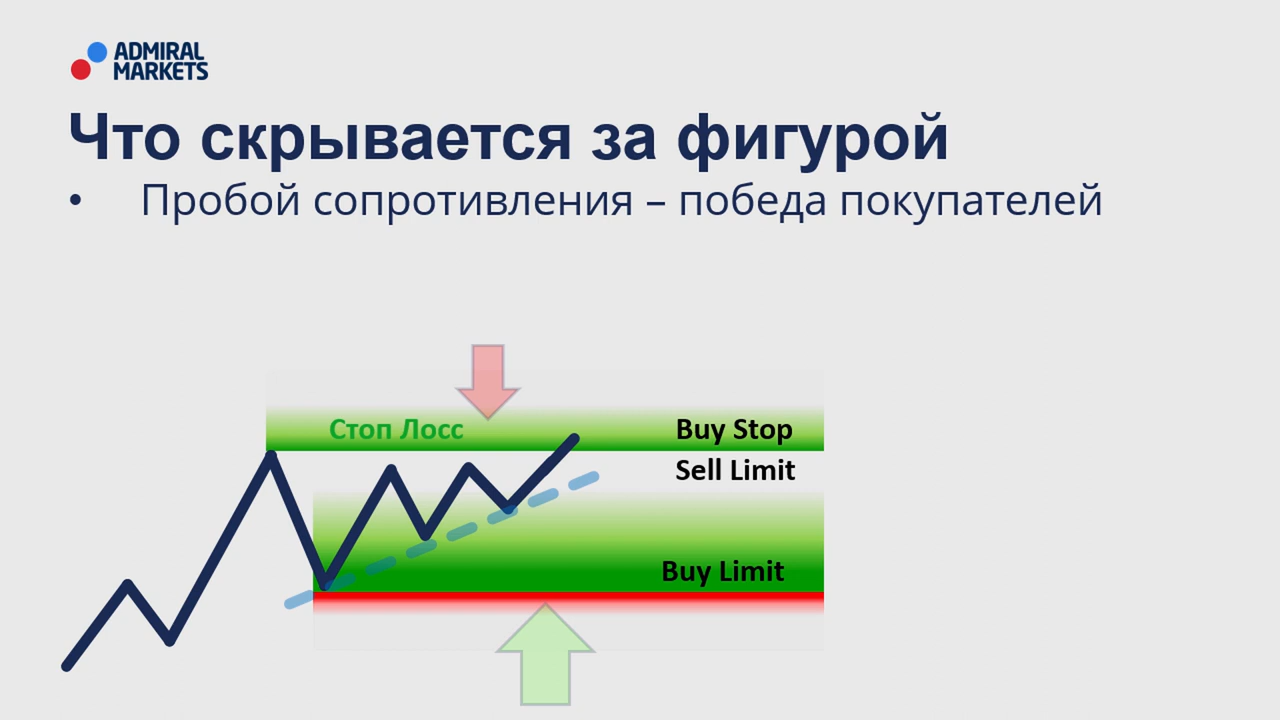 ADMIRAL
MARKETS
Что скрывается за фигурой
• Пробой сопротивления – победа покупателей
Стоп Лосс
Buy Stop
Sell Limit
Buy Limit